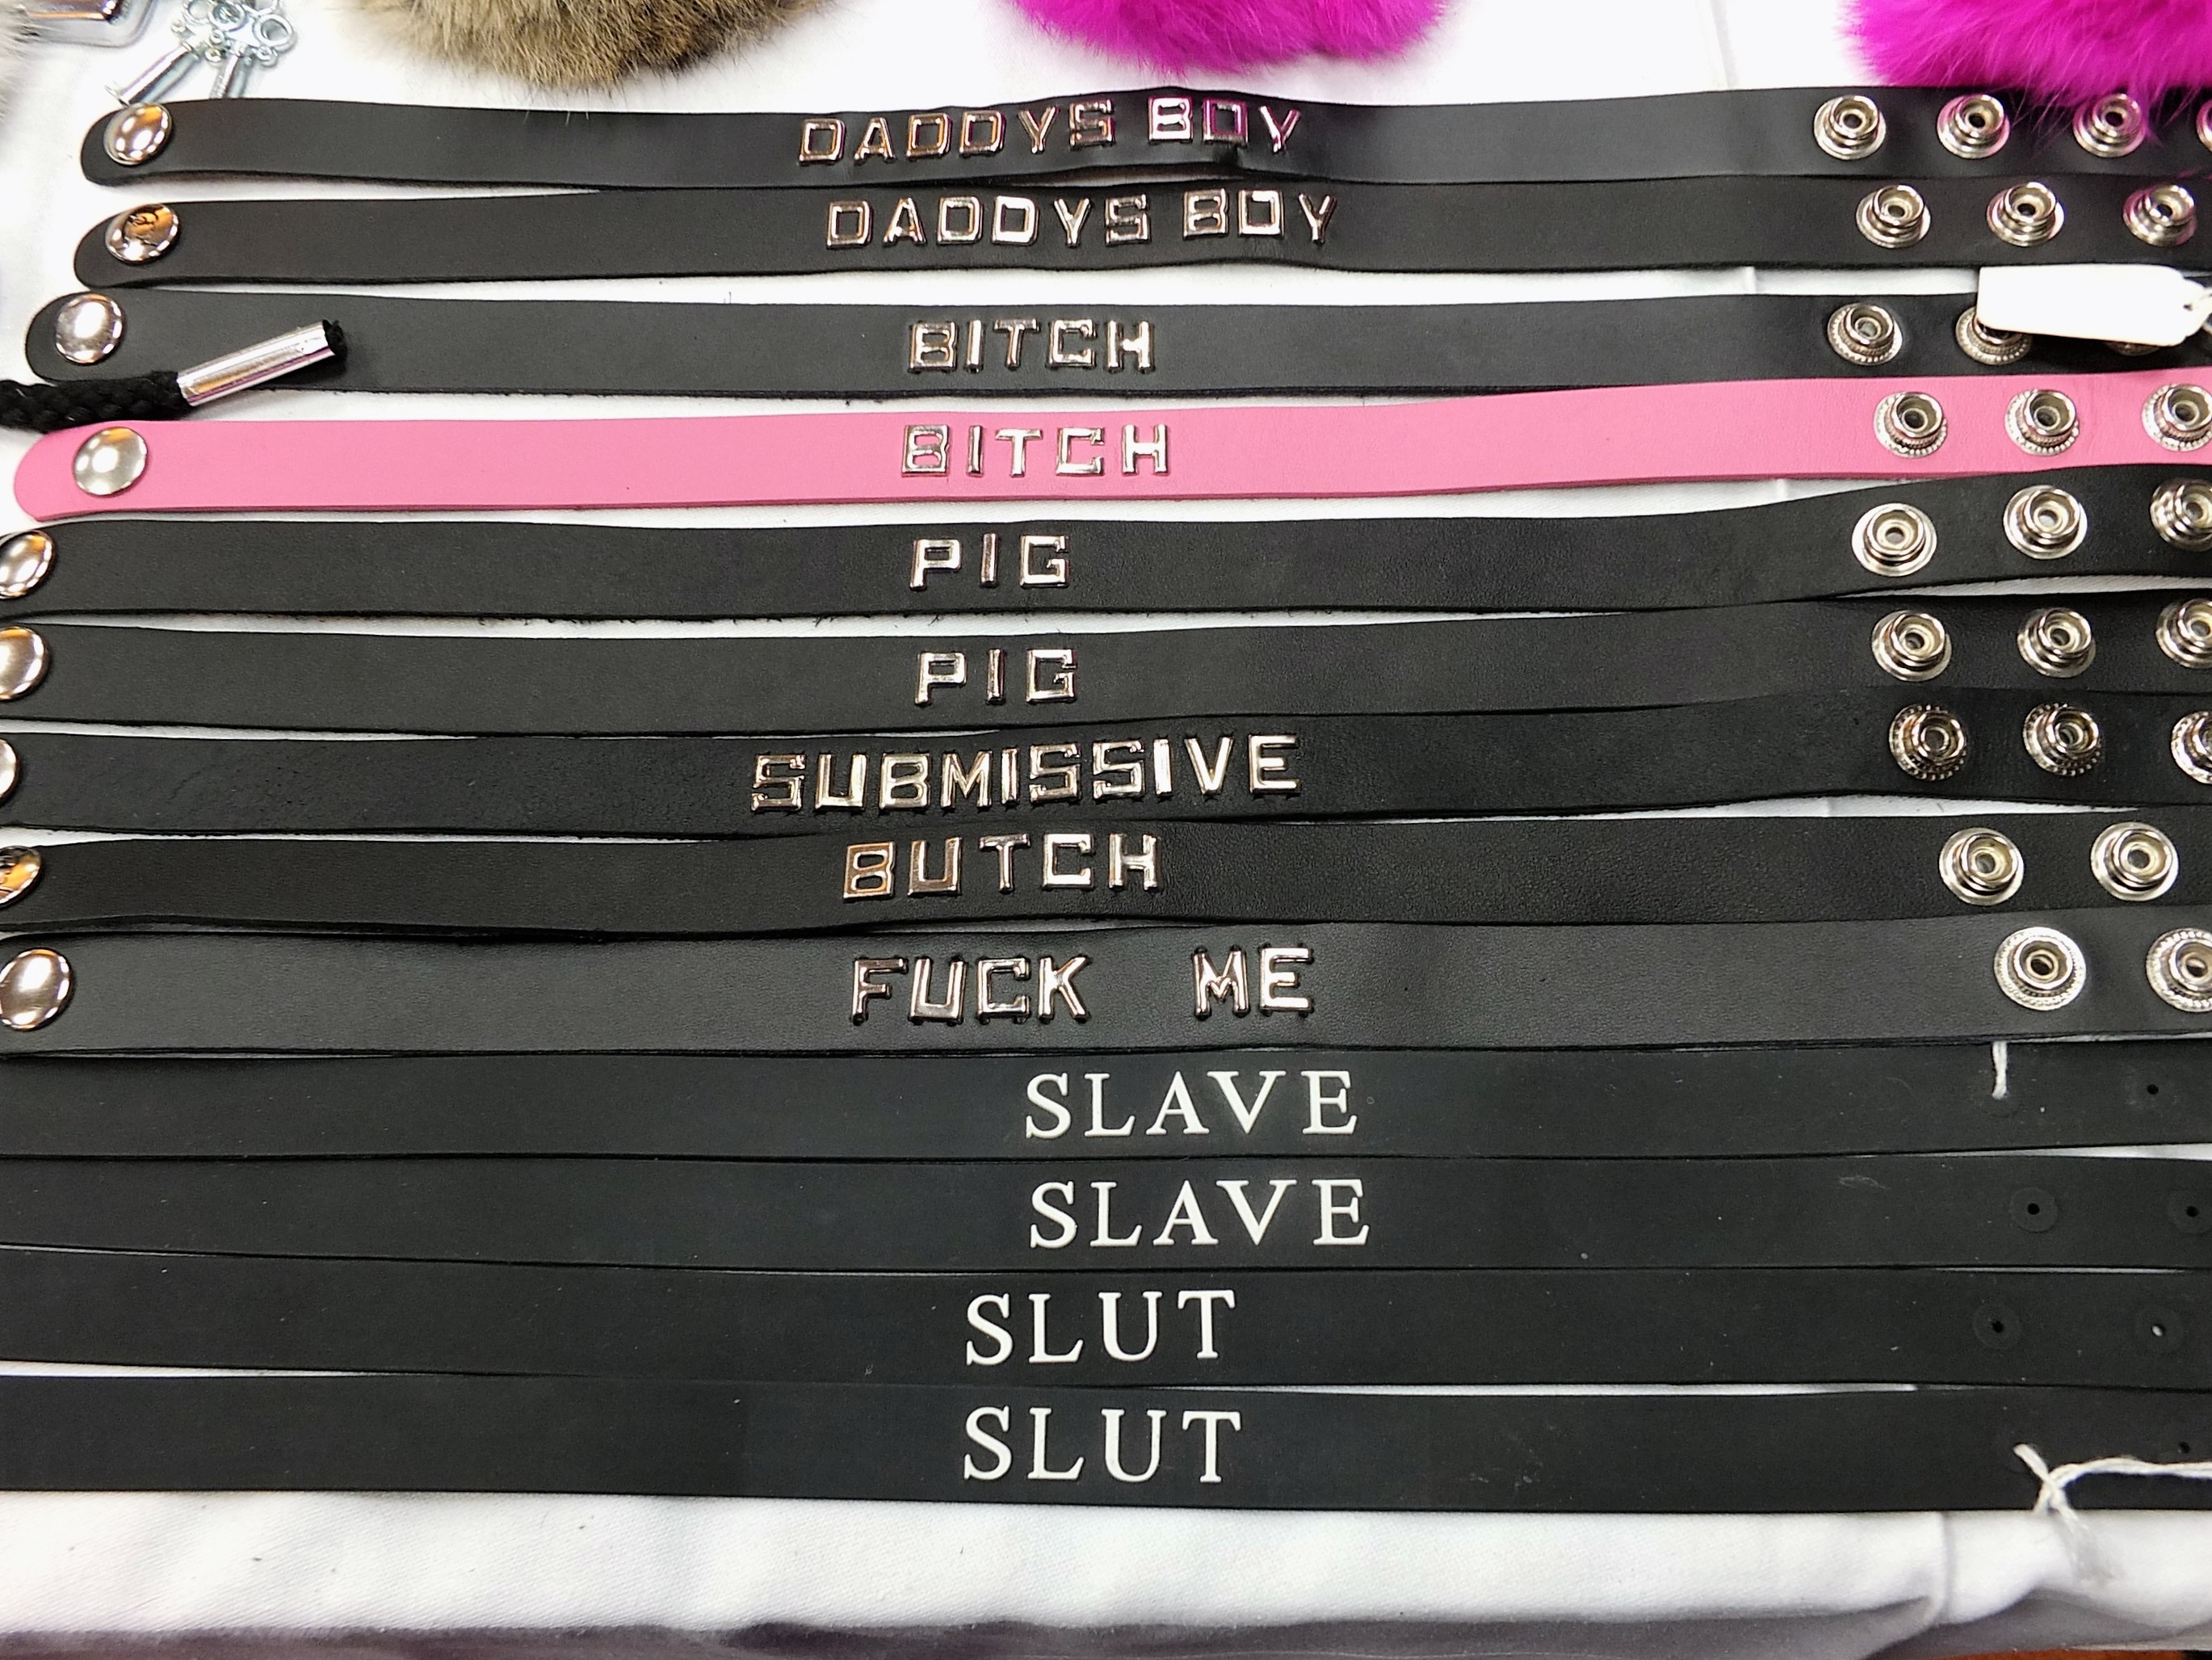 DADDYS BOY
DADDYS BOY
BITCH
BITCH
PIG
PIG
SUBMISSIVE
BUTCH
FUCK ME
SLAVE
SLAVE
SLUT
SLUT